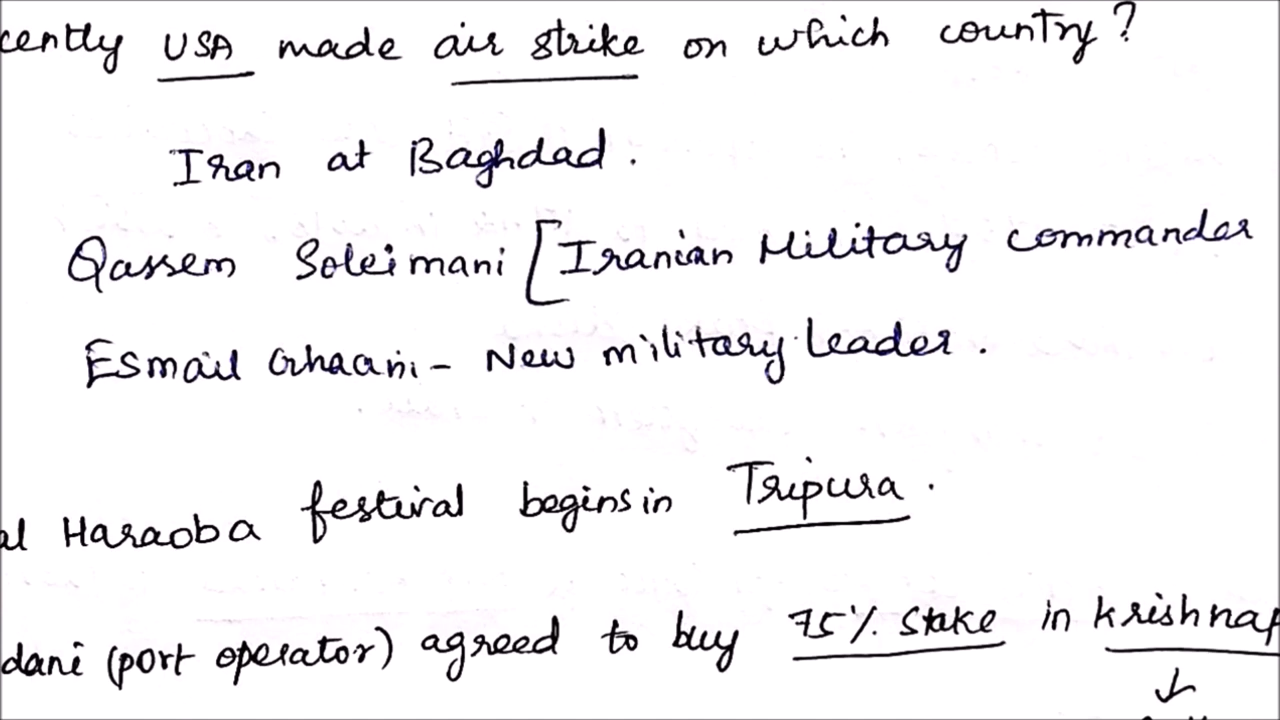 cently USA made air strike on which country?
Iran at Baghdad.
Qassem Soleimani [Iranian Military commander
Esmail Ghaani - New military leader.
al Haraoba festival begins in Tripura.
dani (port operator) agreed to buy 75% stake in krishnap